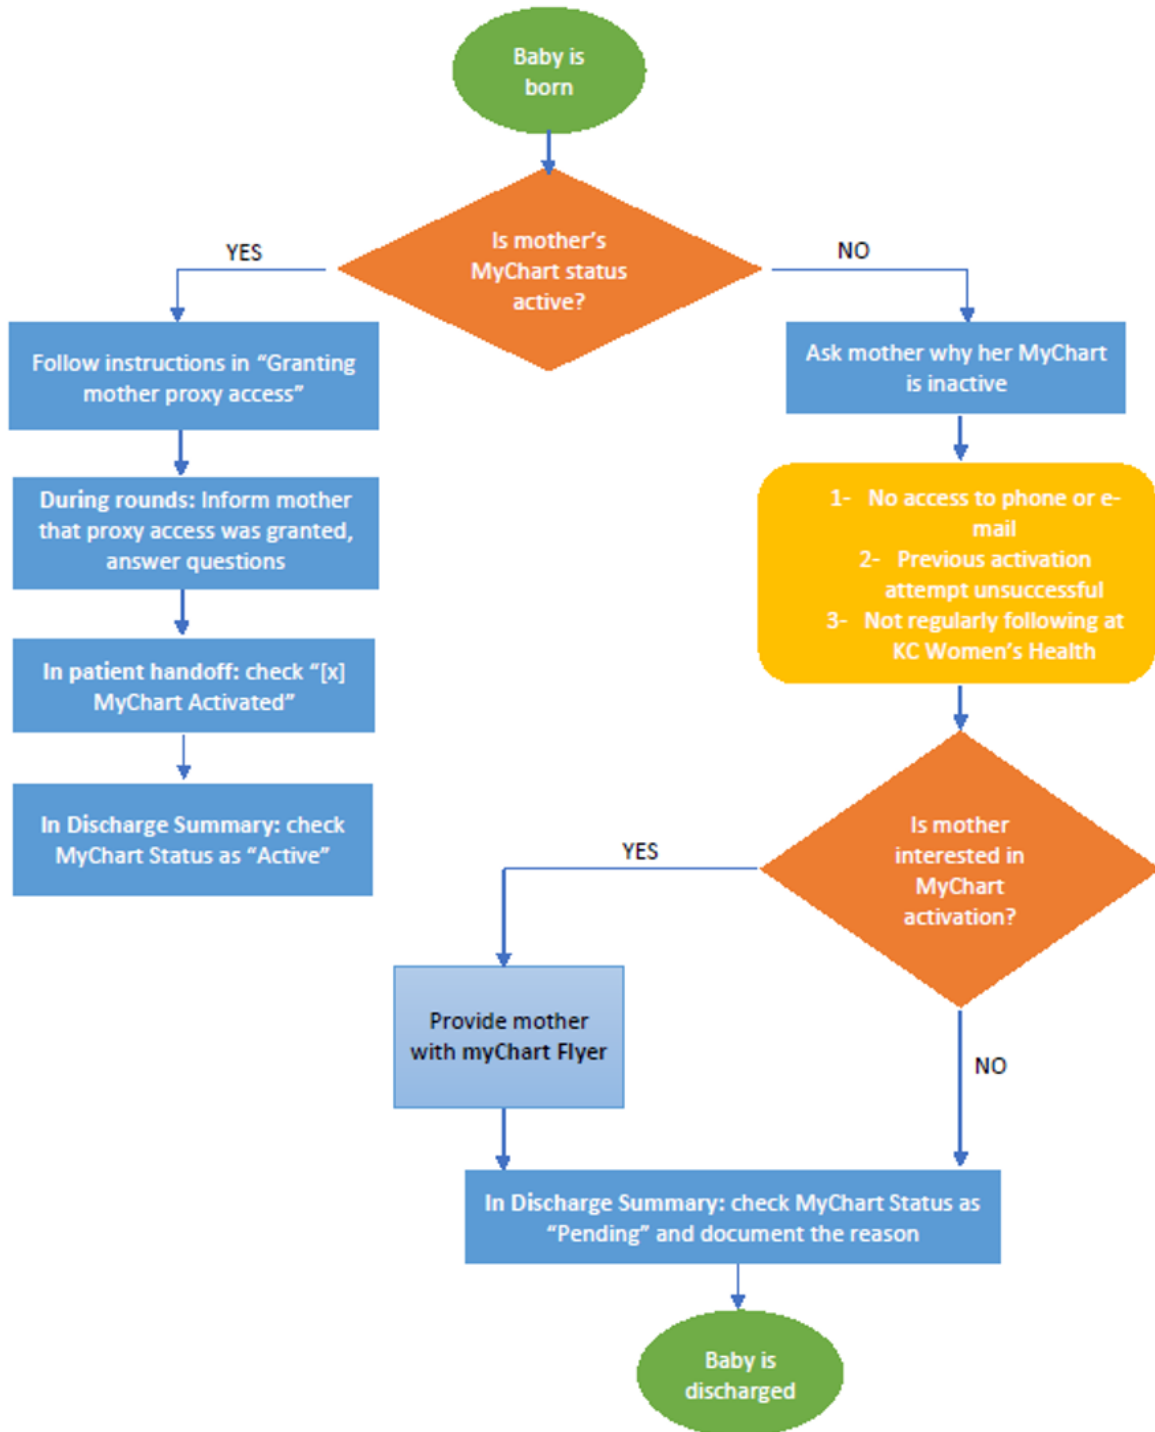 Baby is
born
Is mother's
MyChart status
active?
YES
NO
Follow instructions in “Granting
mother proxy access”
Ask mother why her MyChart
is inactive
During rounds: Inform mother
that proxy access was granted,
answer questions
1- No access to phone or e-
mail
2- Previous activation
attempt unsuccessful
3- Not regularly following at
KC Women's Health
In patient handoff: check “[x]
MyChart Activated”
In Discharge Summary: check
MyChart Status as “Active”
Is mother
interested in
MyChart
activation?
YES
NO
Provide mother
with myChart Flyer
In Discharge Summary: check MyChart Status as
“Pending” and document the reason
Baby is
discharged